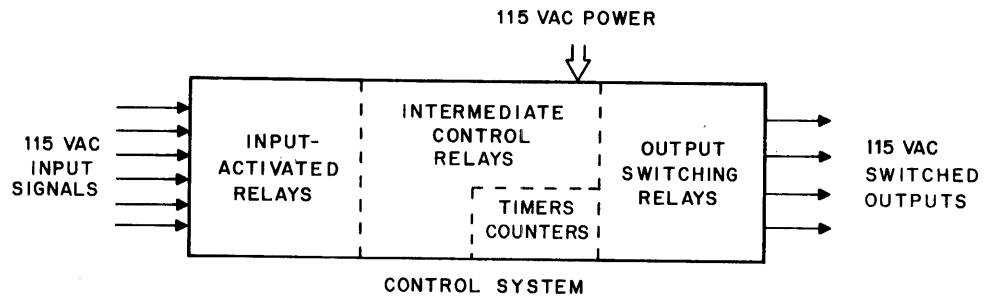 115 VAC POWER
115 VAC
INPUT
SIGNALS
INPUT-
ACTIVATED
RELAYS
INTERMEDIATE
CONTROL
RELAYS
TIMERS
COUNTERS
OUTPUT
SWITCHING
RELAYS
115 VAC
SWITCHED
OUTPUTS
CONTROL SYSTEM